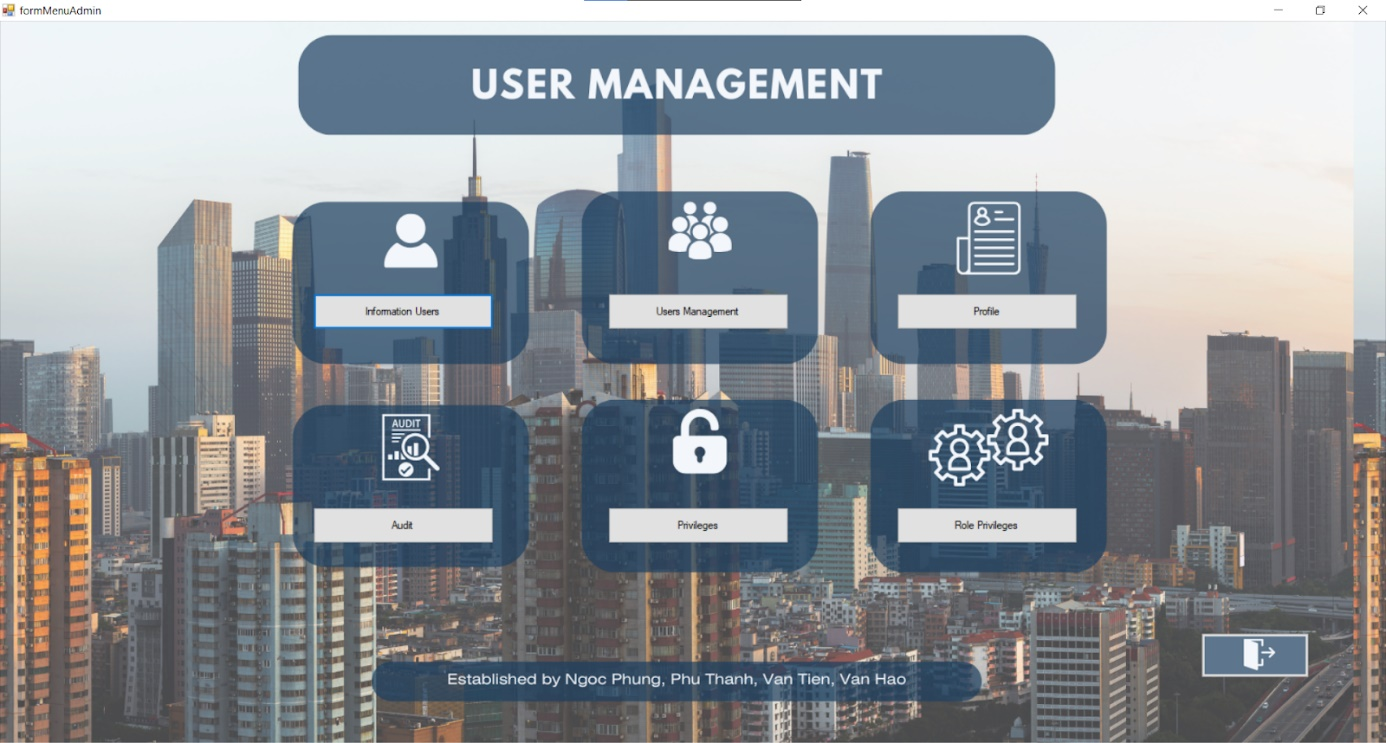 formMenuAdmin
USER MANAGEMENT
Information Users
Users Management
Profile
AUDIT
Audit
Privileges
Role Privileges
Established by Ngoc Phung, Phu Thanh, Van Tien, Van Hao